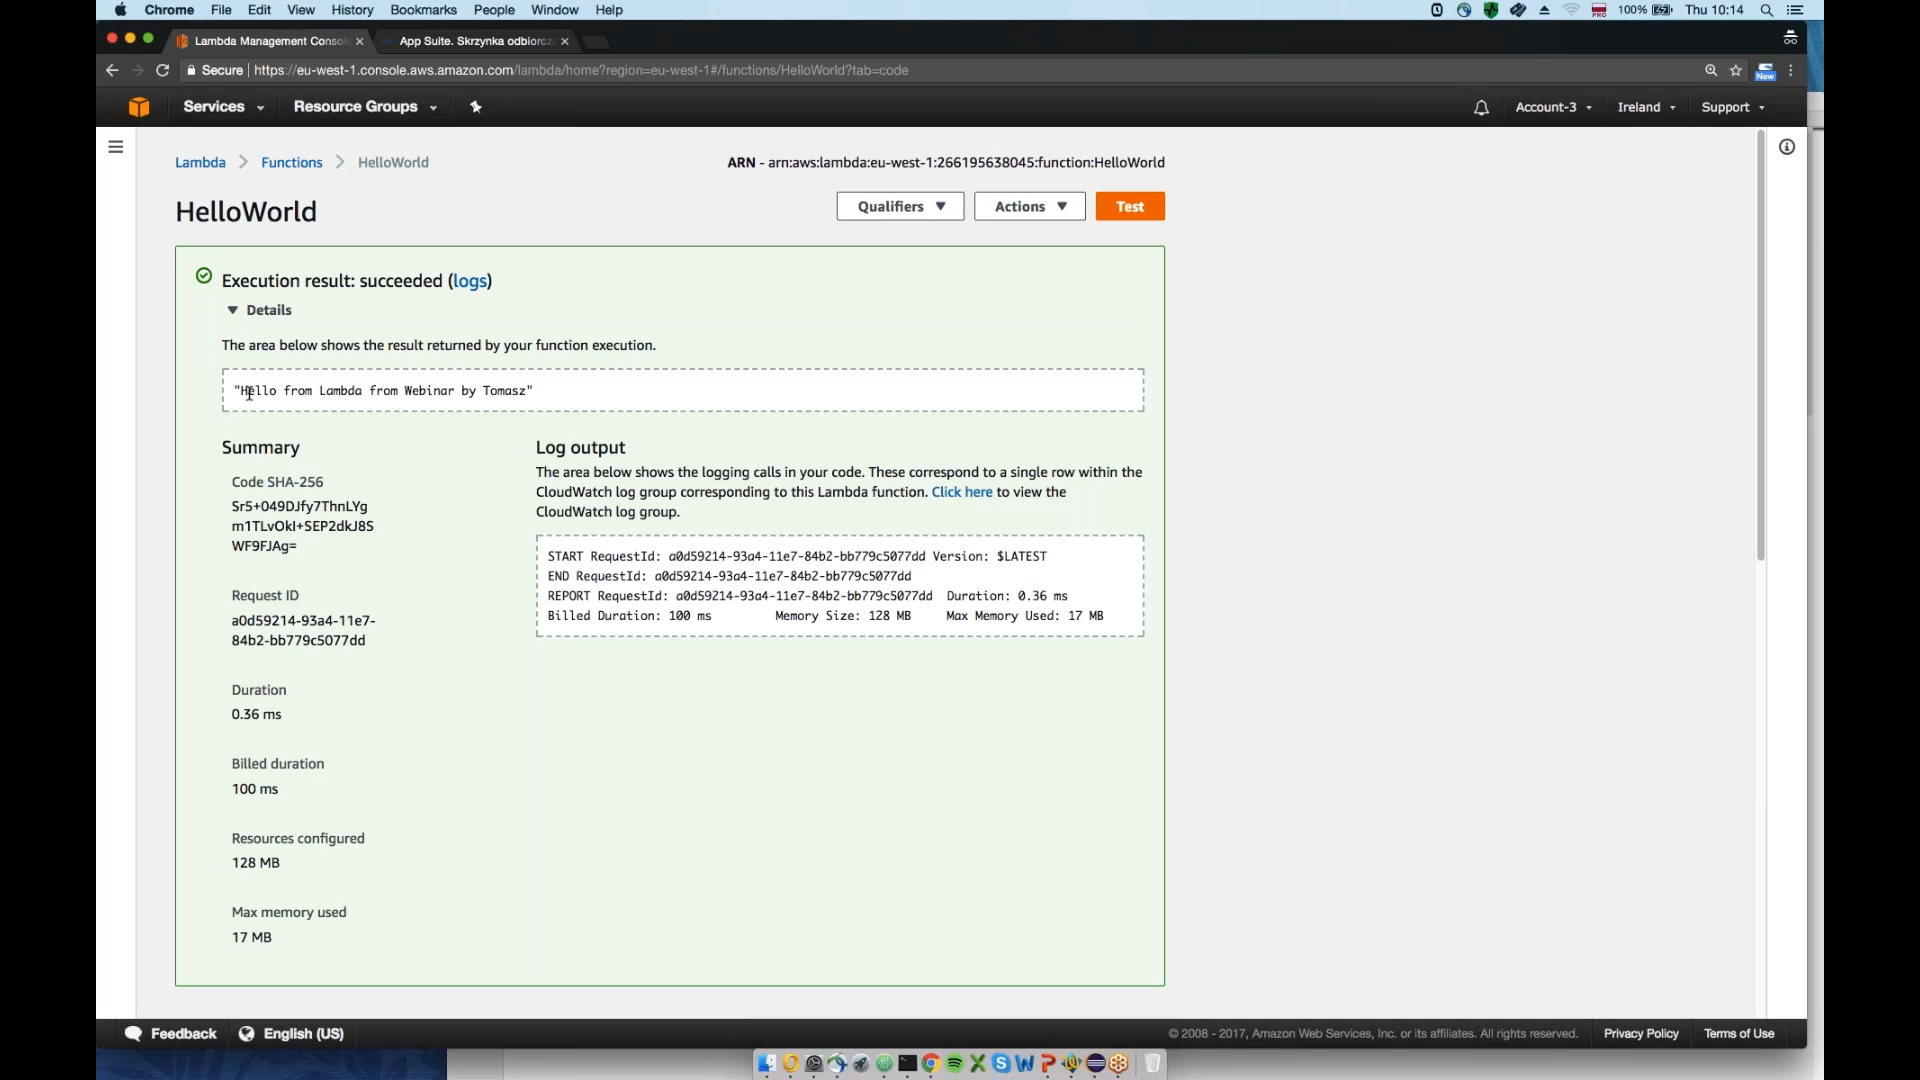 Chrome File Edit View History Bookmarks People Window Help 100% Thu 10:14
Lambda Management Consol App Suite. Skrzynka odbiorcz
Secure https://eu-west-1.console.aws.amazon.com/lambda/home?region=eu-west-1#/functions/HelloWorld?tab=code New
Services Resource Groups Account-3 Ireland Support
Lambda > Functions > HelloWorld ARN - arn:aws:lambda:eu-west-1:266195638045:function:HelloWorld
HelloWorld Qualifiers Actions Test
Execution result: succeeded (logs)
Details
The area below shows the result returned by your function execution.
"Hello from Lambda from Webinar by Tomasz"
Summary
Code SHA-256
Sr5+049DJfy7ThnLYg
m1TLvOkI+SEP2dkJ8S
WF9FJAg=
Request ID
a0d59214-93a4-11e7-
84b2-bb779c5077dd
Duration
0.36 ms
Billed duration
100 ms
Resources configured
128 MB
Max memory used
17 MB
Log output
The area below shows the logging calls in your code. These correspond to a single row within the
CloudWatch log group corresponding to this Lambda function. Click here to view the
CloudWatch log group.
START RequestId: a0d59214-93a4-11e7-84b2-bb779c5077dd Version: $LATEST
END RequestId: a0d59214-93a4-11e7-84b2-bb779c5077dd
REPORT RequestId: a0d59214-93a4-11e7-84b2-bb779c5077dd Duration: 0.36 ms
Billed Duration: 100 ms Memory Size: 128 MB Max Memory Used: 17 MB
Feedback English (US) © 2008 - 2017, Amazon Web Services, Inc. or its affiliates. All rights reserved. Privacy Policy Terms of Use